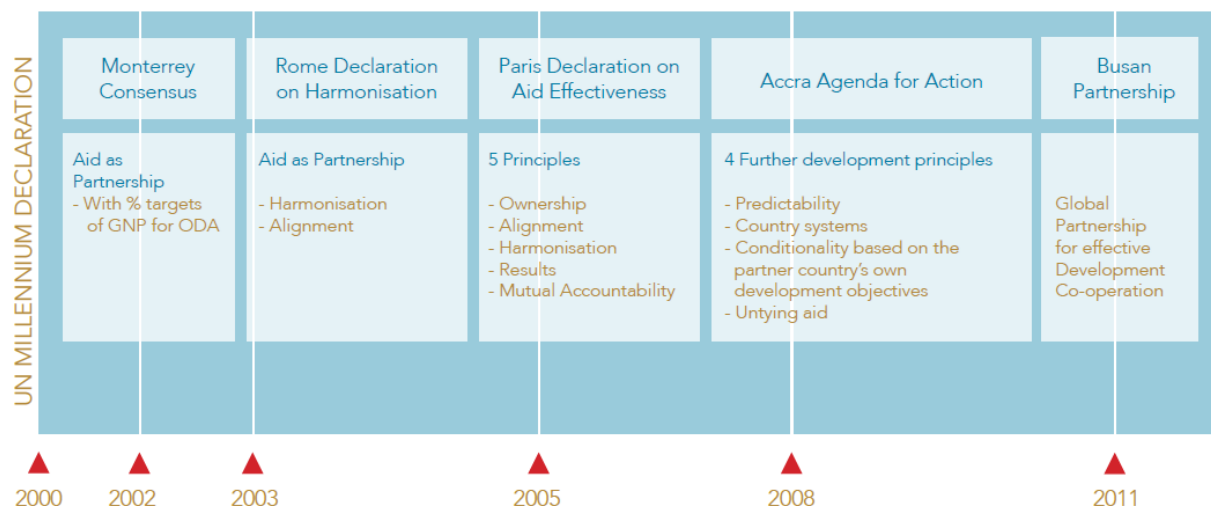 UN MILLENNIUM DECLARATION
Monterrey
Consensus
Rome Declaration
on Harmonisation
Paris Declaration on
Aid Effectiveness
Accra Agenda for Action
Busan
Partnership
Aid as
Partnership
- With % targets
of GNP for ODA
Aid as Partnership
- Harmonisation
- Alignment
5 Principles
- Ownership
- Alignment
- Harmonisation
- Results
- Mutual Accountability
4 Further development principles
- Predictability
- Country systems
- Conditionality based on the
partner country's own
development objectives
- Untying aid
Global
Partnership
for effective
Development
Co-operation
2000
2002
2003
2005
2008
2011